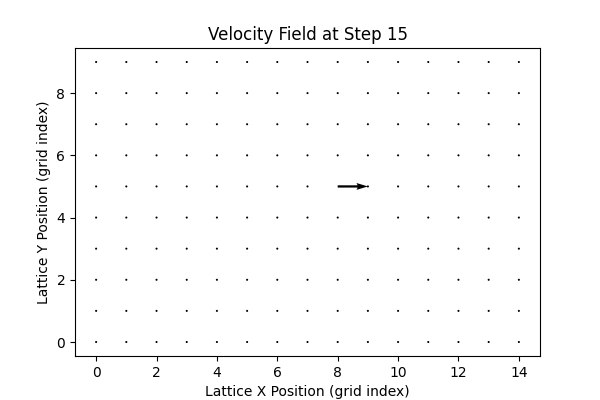 Velocity Field at Step 15
Lattice Y Position (grid index)
8
6
4
2
0
0 2 4 6 8 10 12 14
Lattice X Position (grid index)